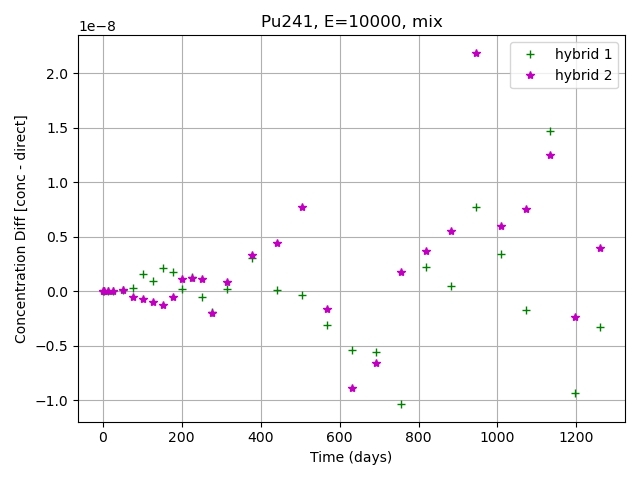 Pu241, E=10000, mix
1e−8
hybrid 1
hybrid 2
Concentration Diff [conc - direct]
2.0
1.5
1.0
0.5
0.0
−0.5
−1.0
0 200 400 600 800 1000 1200
Time (days)